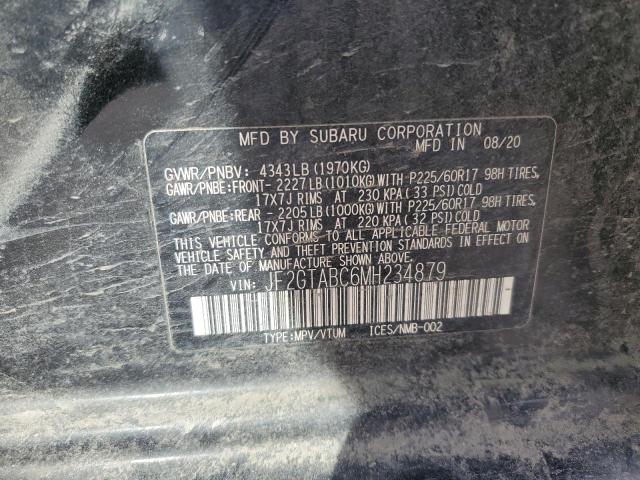 MFD BY SUBARU CORPORATION MFD IN 08/20
GVWR/PNBV: 4343LB(1970KG)
GAWR/PNBE:FRONT- 2227LB(1010KG)WITH P225/60R17 98H TIRES,
17X7J RIMS AT 230 KPA(33 PSI)COLD
GAWR/PNBE:REAR - 2205LB(1000KG)WITH P225/60R17 98H TIRES,
17X7J RIMS AT 220 KPA(32 PSI)COLD
THIS VEHICLE CONFORMS TO ALL APPLICABLE FEDERAL MOTOR
VEHICLE SAFETY, BUMPER, AND THEFT PREVENTION STANDARDS IN
EFFECT ON THE DATE OF MANUFACTURE SHOWN ABOVE.
VIN: JF2GTABC6MH234879
TYPE:MPV/VTUM ICES/NMB-002